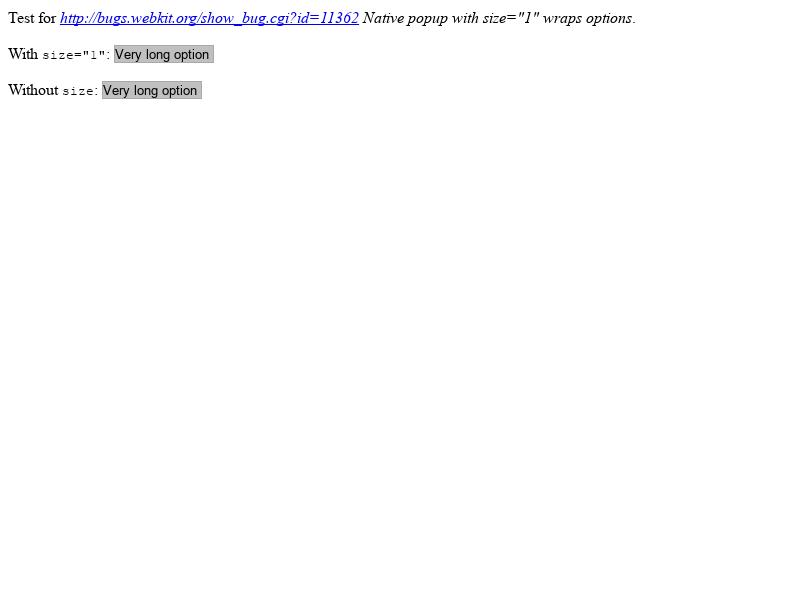 Test for http://bugs.webkit.org/show_bug.cgi?id=11362 Native popup with size="1" wraps options.
With size="1": Very long option
Without size: Very long option